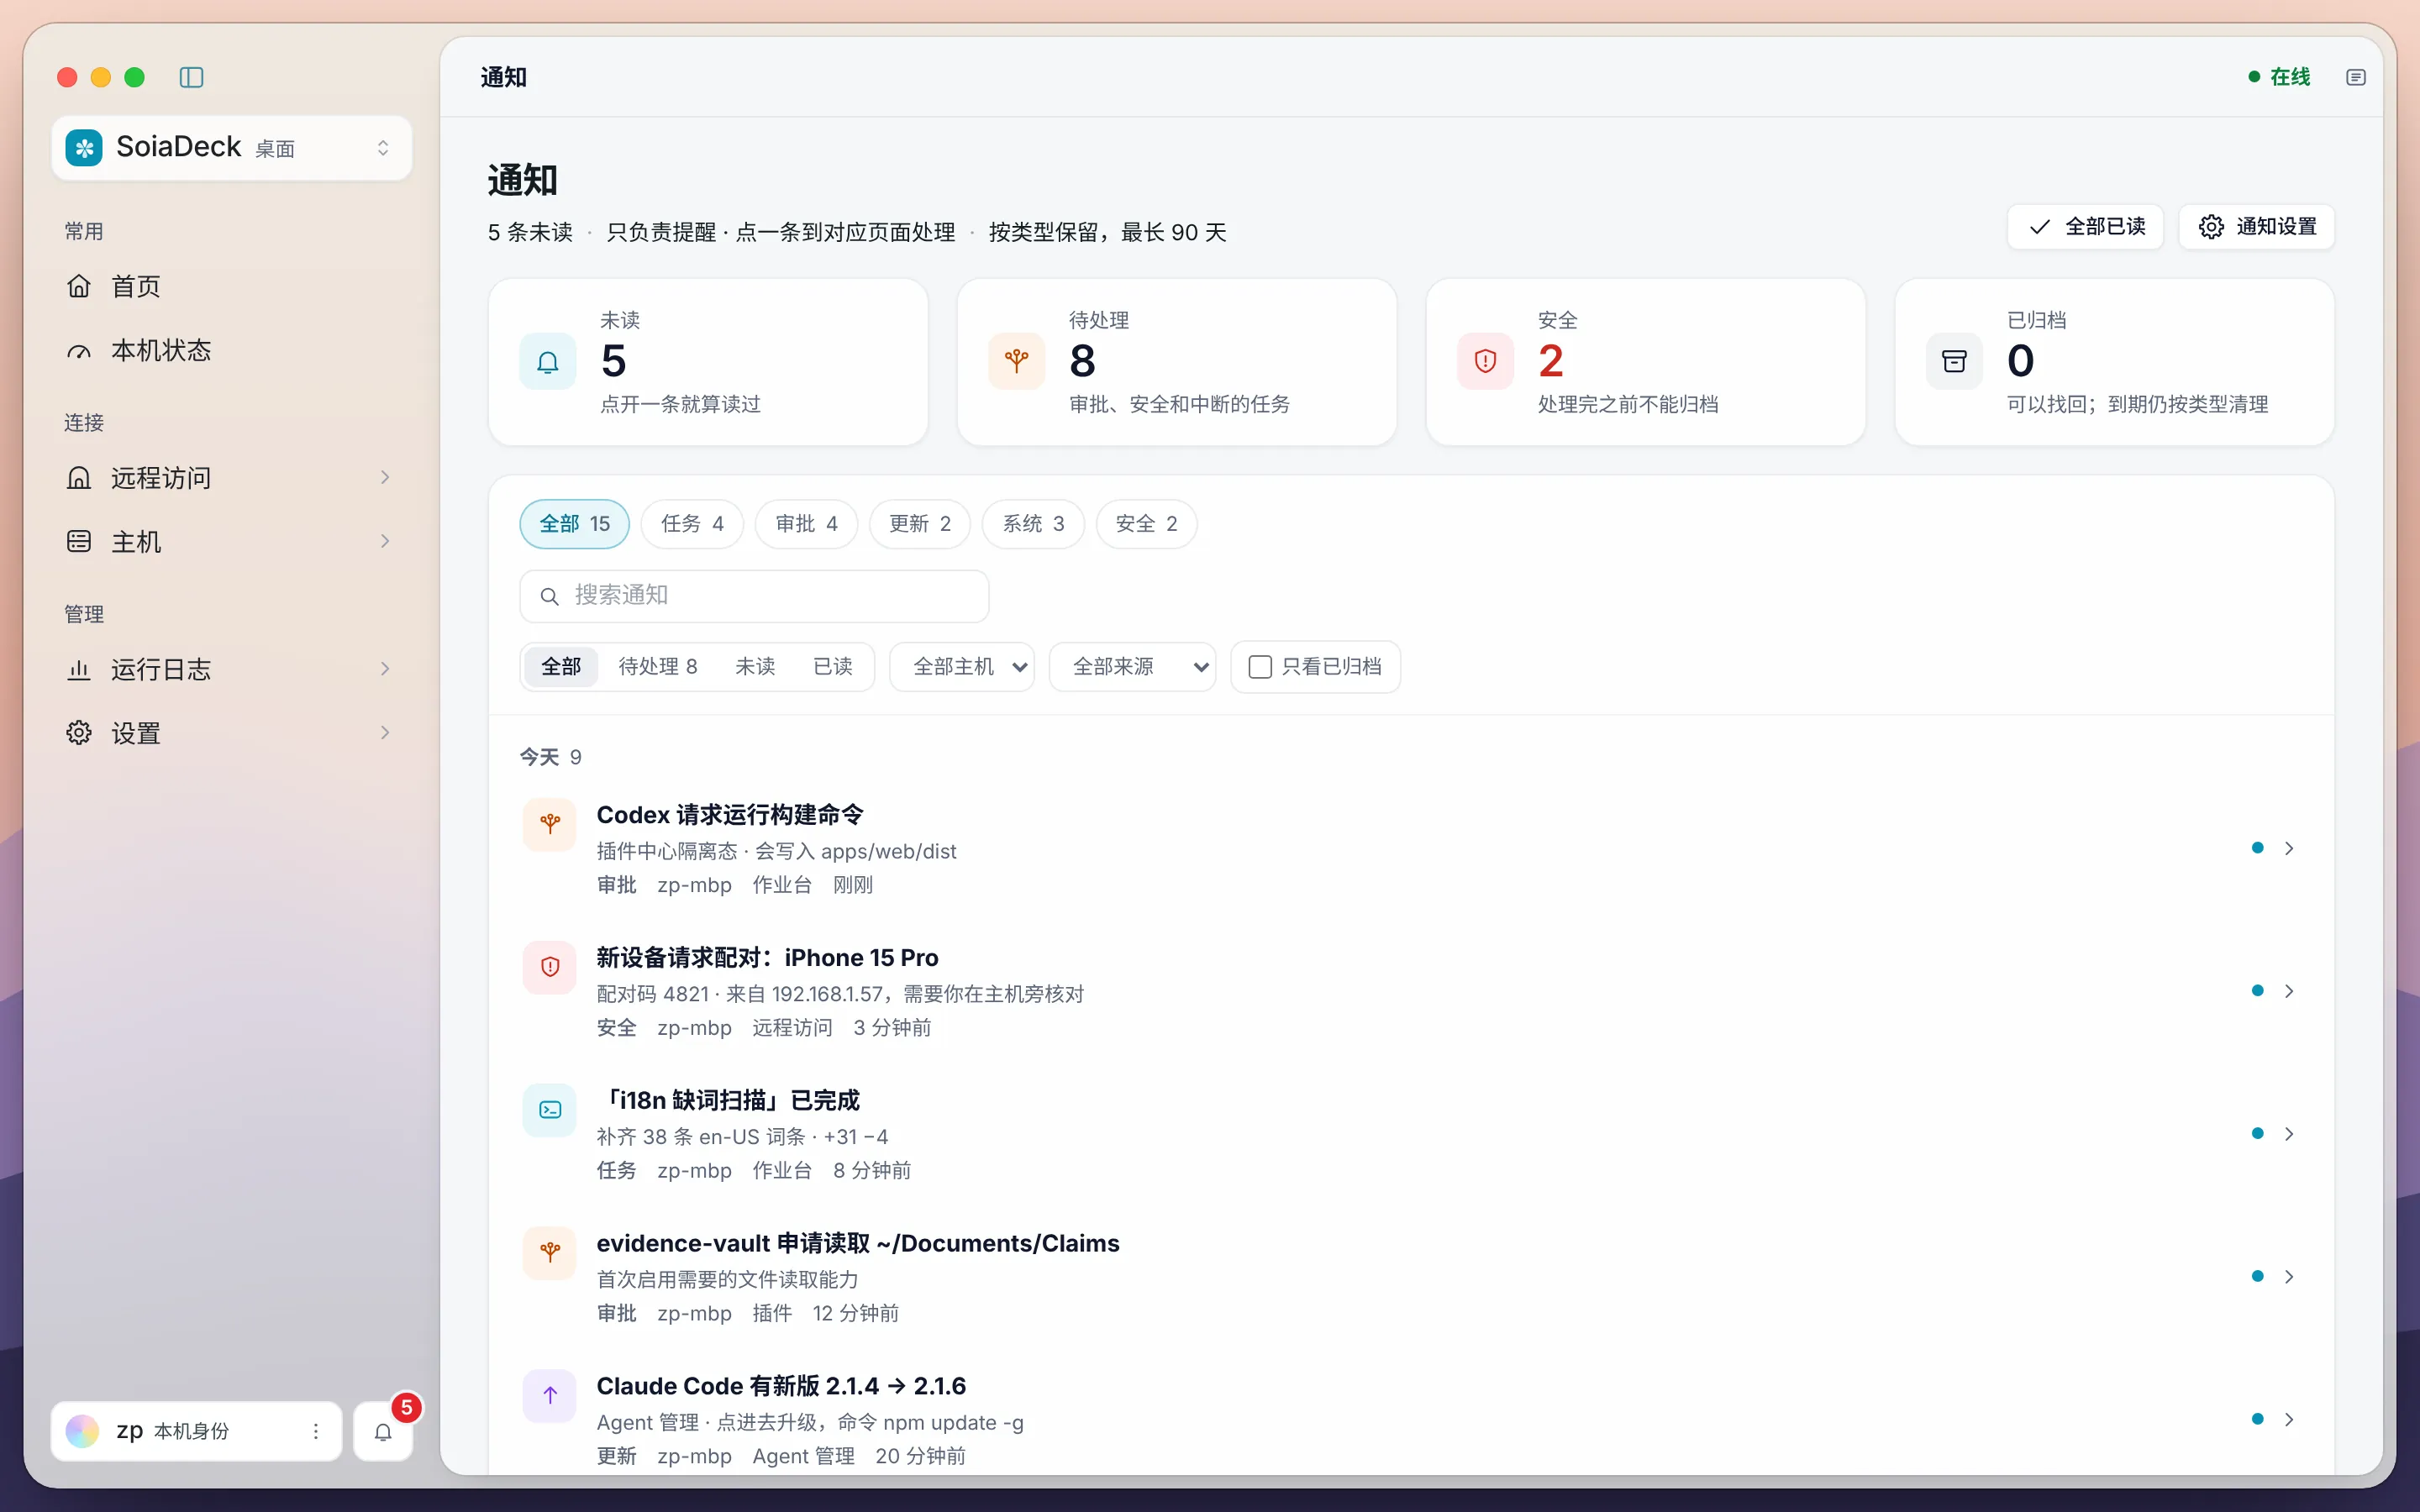 SoiaDeck 桌面
常用
首页
本机状态
连接
远程访问
主机
管理
运行日志
设置
zp 本机身份
5
通知
在线
通知
5 条未读 · 只负责提醒 · 点一条到对应页面处理 · 按类型保留，最长 90 天
全部已读
通知设置
未读
5
点开一条就算读过
待处理
8
审批、安全和中断的任务
安全
2
处理完之前不能归档
已归档
0
可以找回；到期仍按类型清理
全部 15 任务 4 审批 4 更新 2 系统 3 安全 2
搜索通知
全部 待处理 8 未读 已读 全部主机 全部来源 只看已归档
今天 9
Codex 请求运行构建命令
插件中心隔离态 · 会写入 apps/web/dist
审批 zp-mbp 作业台 刚刚
新设备请求配对：iPhone 15 Pro
配对码 4821 · 来自 192.168.1.57，需要你在主机旁核对
安全 zp-mbp 远程访问 3 分钟前
「i18n 缺词扫描」已完成
补齐 38 条 en-US 词条 · +31 −4
任务 zp-mbp 作业台 8 分钟前
evidence-vault 申请读取 ~/Documents/Claims
首次启用需要的文件读取能力
审批 zp-mbp 插件 12 分钟前
Claude Code 有新版 2.1.4 → 2.1.6
Agent 管理 · 点进去升级，命令 npm update -g
更新 zp-mbp Agent 管理 20 分钟前